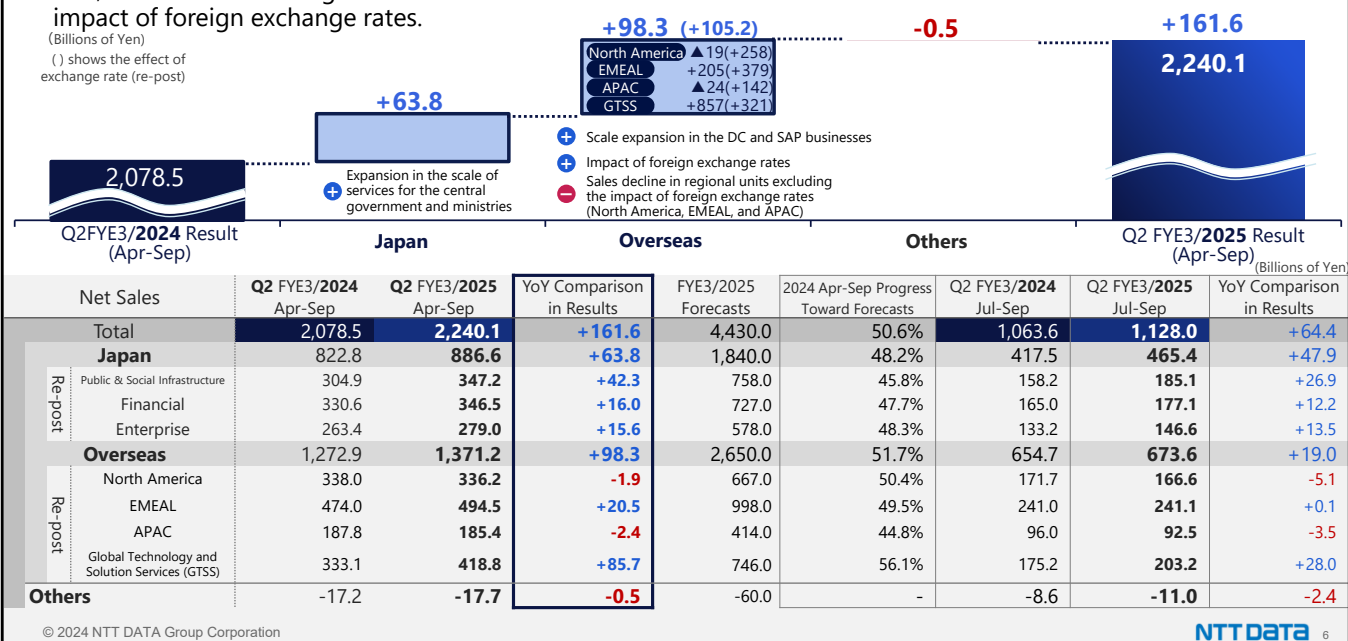 impact of foreign exchange rates.
(Billions of Yen)
( ) shows the effect of
exchange rate (re-post)
2,078.5
+63.8
Expansion in the scale of
services for the central
government and ministries
+98.3 (+105.2)
North America ▲19(+258)
EMEAL +205(+379)
APAC ▲24(+142)
GTSS +857(+321)
Scale expansion in the DC and SAP businesses
Impact of foreign exchange rates
Sales decline in regional units excluding
the impact of foreign exchange rates
(North America, EMEAL, and APAC)
-0.5
+161.6
2,240.1
Q2FYE3/2024 Result
(Apr-Sep)
Japan
Overseas
Others
Q2 FYE3/2025 Result
(Apr-Sep)
(Billions of Yen)
Net Sales Q2 FYE3/2024 Apr-Sep Q2 FYE3/2025 Apr-Sep YoY Comparison in Results FYE3/2025 Forecasts 2024 Apr-Sep Progress Toward Forecasts Q2 FYE3/2024 Jul-Sep Q2 FYE3/2025 Jul-Sep YoY Comparison in Results
Total 2,078.5 2,240.1 +161.6 4,430.0 50.6% 1,063.6 1,128.0 +64.4
Japan 822.8 886.6 +63.8 1,840.0 48.2% 417.5 465.4 +47.9
Re-post
Public & Social Infrastructure 304.9 347.2 +42.3 758.0 45.8% 158.2 185.1 +26.9
Financial 330.6 346.5 +16.0 727.0 47.7% 165.0 177.1 +12.2
Enterprise 263.4 279.0 +15.6 578.0 48.3% 133.2 146.6 +13.5
Overseas 1,272.9 1,371.2 +98.3 2,650.0 51.7% 654.7 673.6 +19.0
Re-post
North America 338.0 336.2 -1.9 667.0 50.4% 171.7 166.6 -5.1
EMEAL 474.0 494.5 +20.5 998.0 49.5% 241.0 241.1 +0.1
APAC 187.8 185.4 -2.4 414.0 44.8% 96.0 92.5 -3.5
Global Technology and Solution Services (GTSS) 333.1 418.8 +85.7 746.0 56.1% 175.2 203.2 +28.0
Others -17.2 -17.7 -0.5 -60.0 - -8.6 -11.0 -2.4
© 2024 NTT DATA Group Corporation
NTT DATA 6